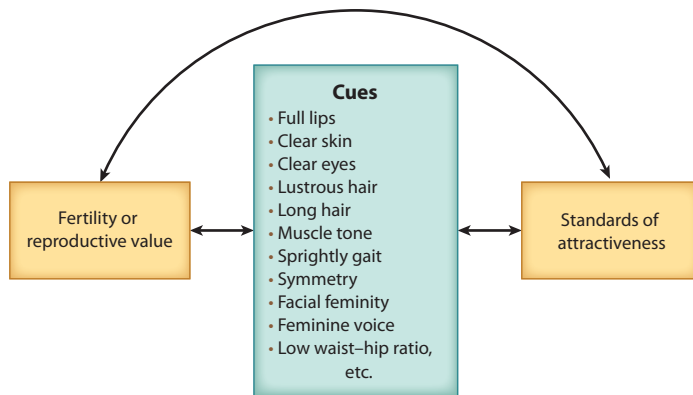 Cues
• Full lips
• Clear skin
• Clear eyes
• Lustrous hair
• Long hair
• Muscle tone
• Sprightly gait
• Symmetry
• Facial feminity
• Feminine voice
• Low waist–hip ratio,
etc.
Fertility or
reproductive value
Standards of
attractiveness